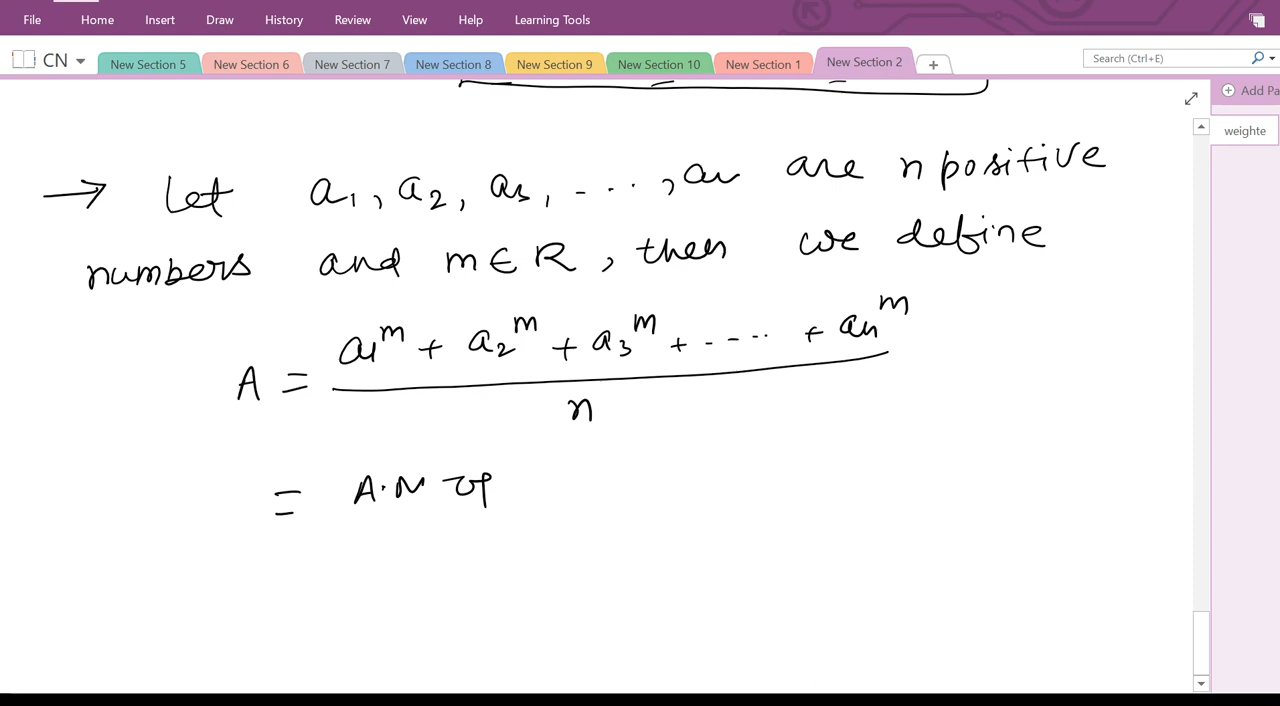 File Home Insert Draw History Review View Help Learning Tools
CN New Section 5 New Section 6 New Section 7 New Section 8 New Section 9 New Section 10 New Section 1 New Section 2 + Search (Ctrl+E)
Add Pa
weighte
→ Let a₁, a₂, a₃, -..., aₙ are n positive
numbers and m∈R, then we define
A = (a₁^m + a₂^m + a₃^m + ..... + aₙ^m) / n
= A.M of